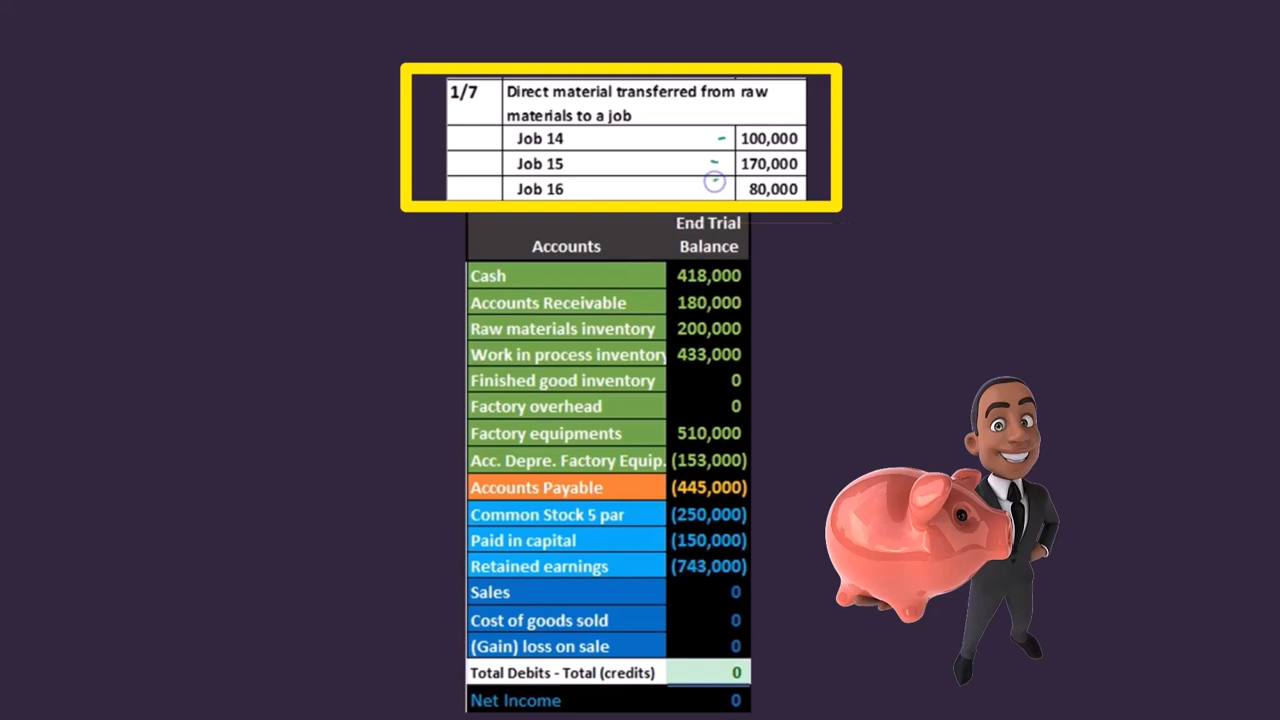 1/7 Direct material transferred from raw
materials to a job
Job 14 100,000
Job 15 170,000
Job 16 80,000
End Trial
Accounts Balance
Cash 418,000
Accounts Receivable 180,000
Raw materials inventory 200,000
Work in process inventory 433,000
Finished good inventory 0
Factory overhead 0
Factory equipments 510,000
Acc. Depre. Factory Equip. (153,000)
Accounts Payable (445,000)
Common Stock 5 par (250,000)
Paid in capital (150,000)
Retained earnings (743,000)
Sales 0
Cost of goods sold 0
(Gain) loss on sale 0
Total Debits - Total (credits) 0
Net Income 0